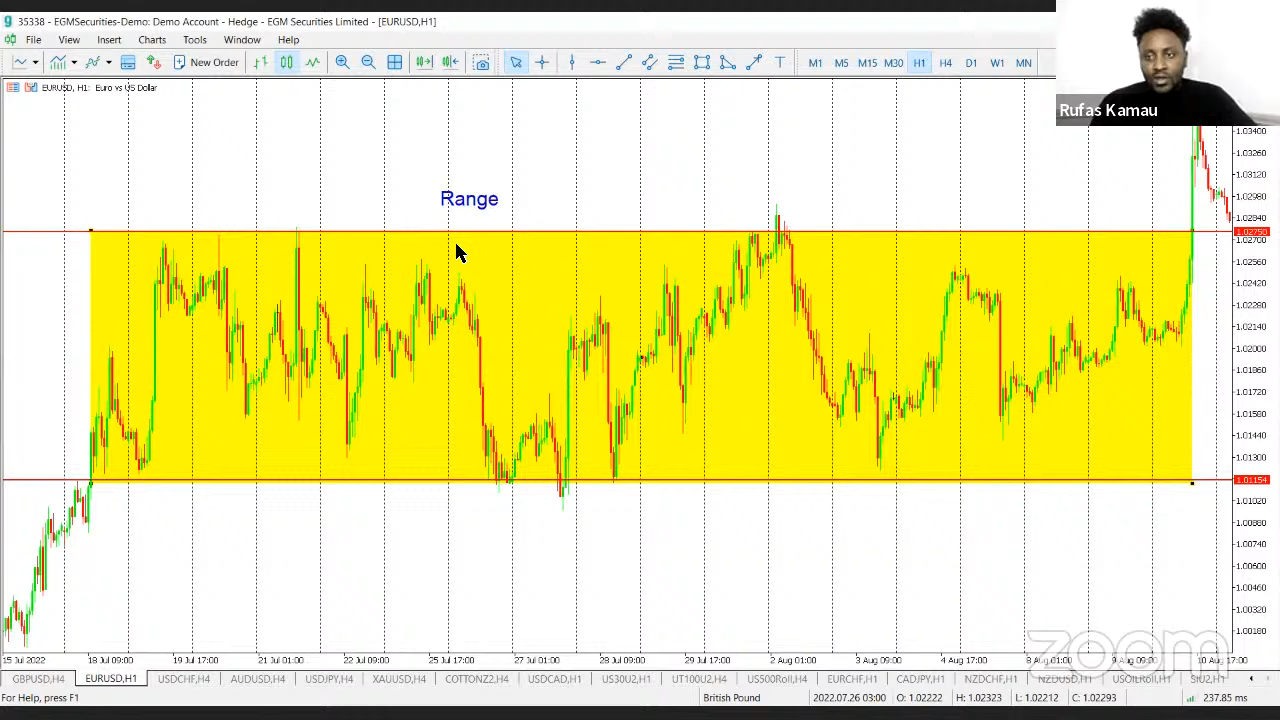 35338 - EGMSecurities-Demo: Demo Account - Hedge - EGM Securities Limited - [EURUSD,H1]
File View Insert Charts Tools Window Help
New Order M1 M5 M15 M30 H1 H4 D1 W1 MN
Rufas Kamau
EURUSD, H1: Euro vs US Dollar
Range
1.03400
1.03260
1.03120
1.02980
1.02840
1.02750
1.02700
1.02560
1.02420
1.02280
1.02140
1.02000
1.01860
1.01720
1.01580
1.01440
1.01300
1.01154
1.01020
1.00880
1.00740
1.00600
1.00460
1.00320
1.00180
zoom
15 Jul 2022 18 Jul 09:00 19 Jul 17:00 21 Jul 01:00 22 Jul 09:00 25 Jul 17:00 27 Jul 01:00 28 Jul 09:00 29 Jul 17:00 2 Aug 01:00 3 Aug 09:00 4 Aug 17:00 8 Aug 01:00 9 Aug 09:00 10 Aug 17:00
GBPUSD,H4 EURUSD,H1 USDCHF,H4 AUDUSD,H4 USDJPY,H4 XAUUSD,H4 COTTONZ2,H4 USDCAD,H1 US30U2,H1 UT100U2,H4 US500Roll,H4 EURCHF,H1 CADJPY,H1 NZDCHF,H1 NZDUSD,H1 USOILRoll,H1 SIU2,H1
For Help, press F1 British Pound 2022.07.26 03:00 O: 1.02222 H: 1.02323 L: 1.02212 C: 1.02293 237.85 ms